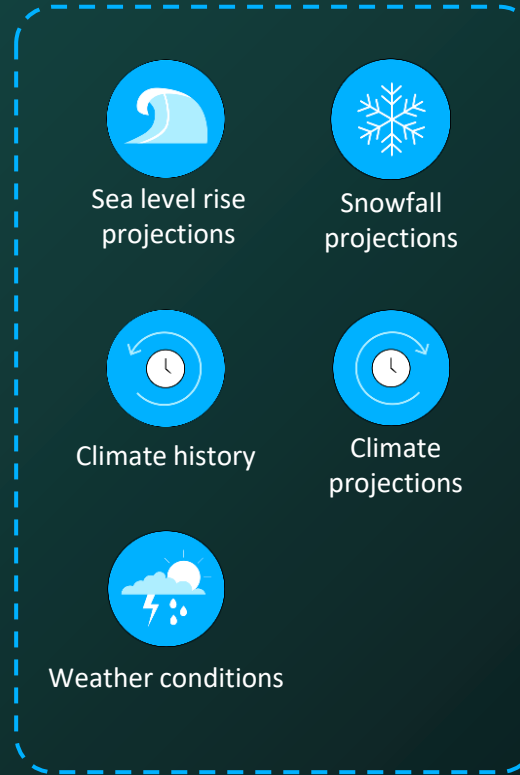 Sea level rise
projections
Snowfall
projections
Climate history
Climate
projections
Weather conditions